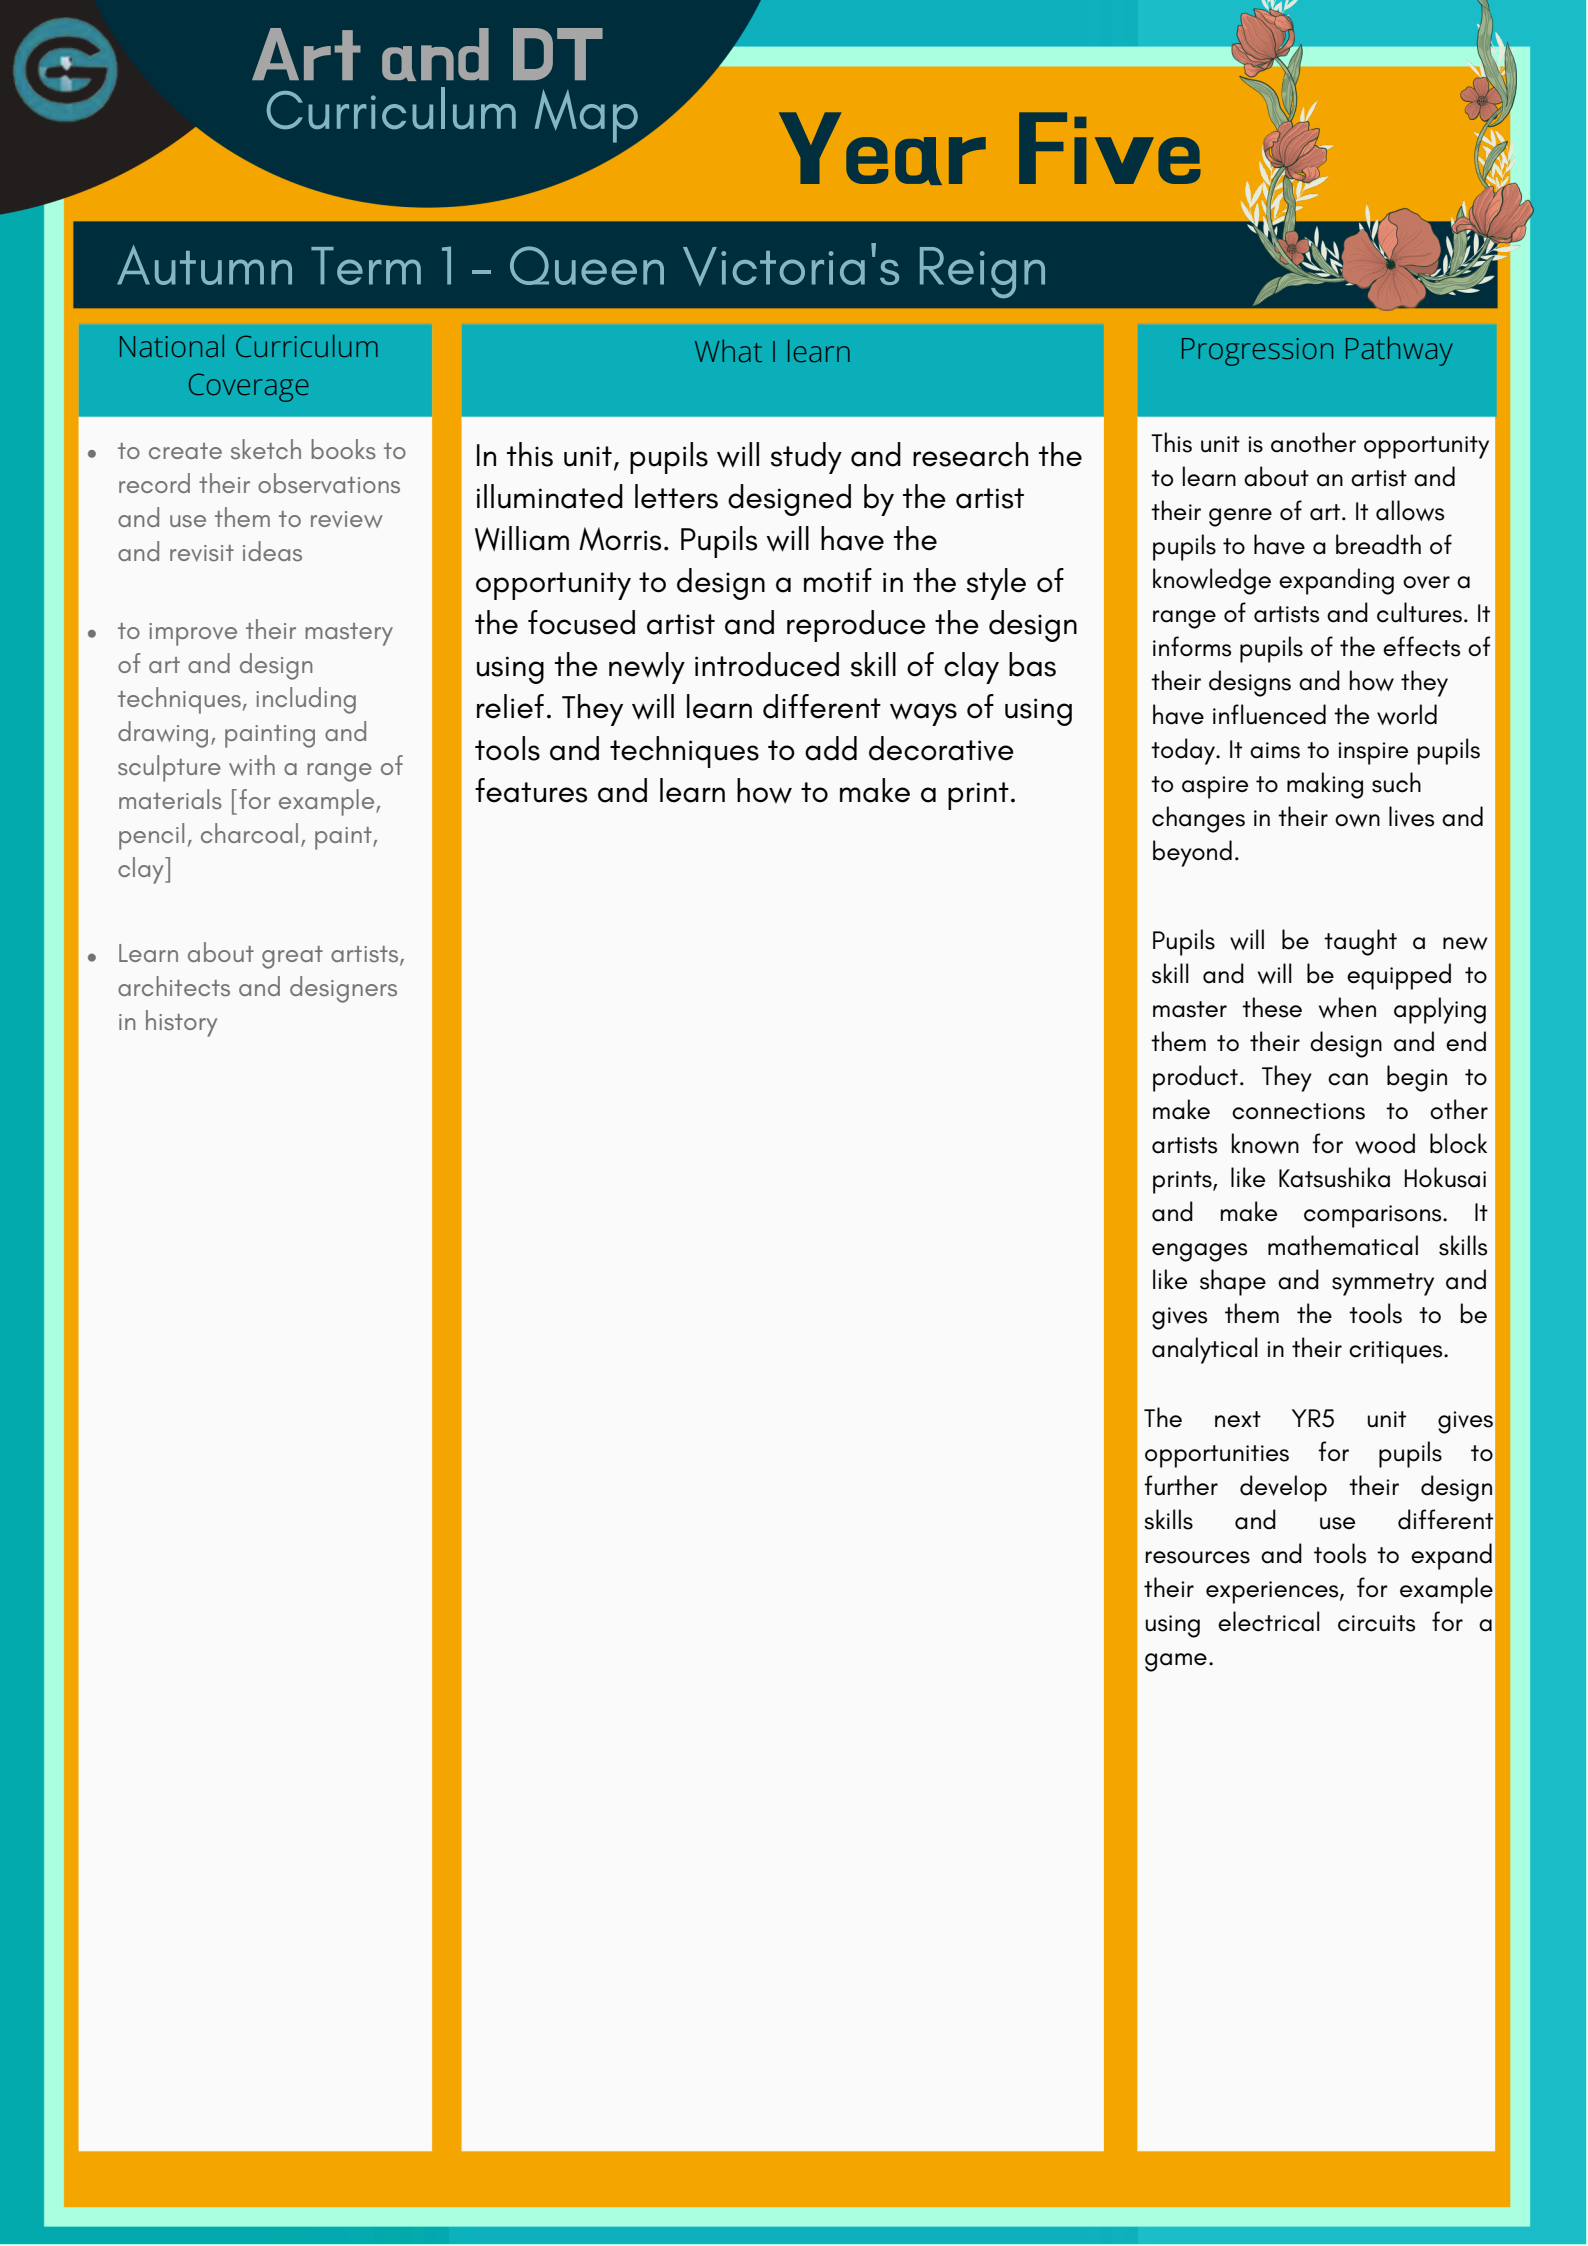 Art and DT
Curriculum Map
Year Five
Autumn Term 1 - Queen Victoria's Reign
National Curriculum
Coverage
• to create sketch books to
record their observations
and use them to review
and revisit ideas
• to improve their mastery
of art and design
techniques, including
drawing, painting and
sculpture with a range of
materials [for example,
pencil, charcoal, paint,
clay]
• Learn about great artists,
architects and designers
in history
What I learn
In this unit, pupils will study and research the
illuminated letters designed by the artist
William Morris. Pupils will have the
opportunity to design a motif in the style of
the focused artist and reproduce the design
using the newly introduced skill of clay bas
relief. They will learn different ways of using
tools and techniques to add decorative
features and learn how to make a print.
Progression Pathway
This unit is another opportunity
to learn about an artist and
their genre of art. It allows
pupils to have a breadth of
knowledge expanding over a
range of artists and cultures. It
informs pupils of the effects of
their designs and how they
have influenced the world
today. It aims to inspire pupils
to aspire to making such
changes in their own lives and
beyond.
Pupils will be taught a new
skill and will be equipped to
master these when applying
them to their design and end
product. They can begin to
make connections to other
artists known for wood block
prints, like Katsushika Hokusai
and make comparisons. It
engages mathematical skills
like shape and symmetry and
gives them the tools to be
analytical in their critiques.
The next YR5 unit gives
opportunities for pupils to
further develop their design
skills and use different
resources and tools to expand
their experiences, for example
using electrical circuits for a
game.